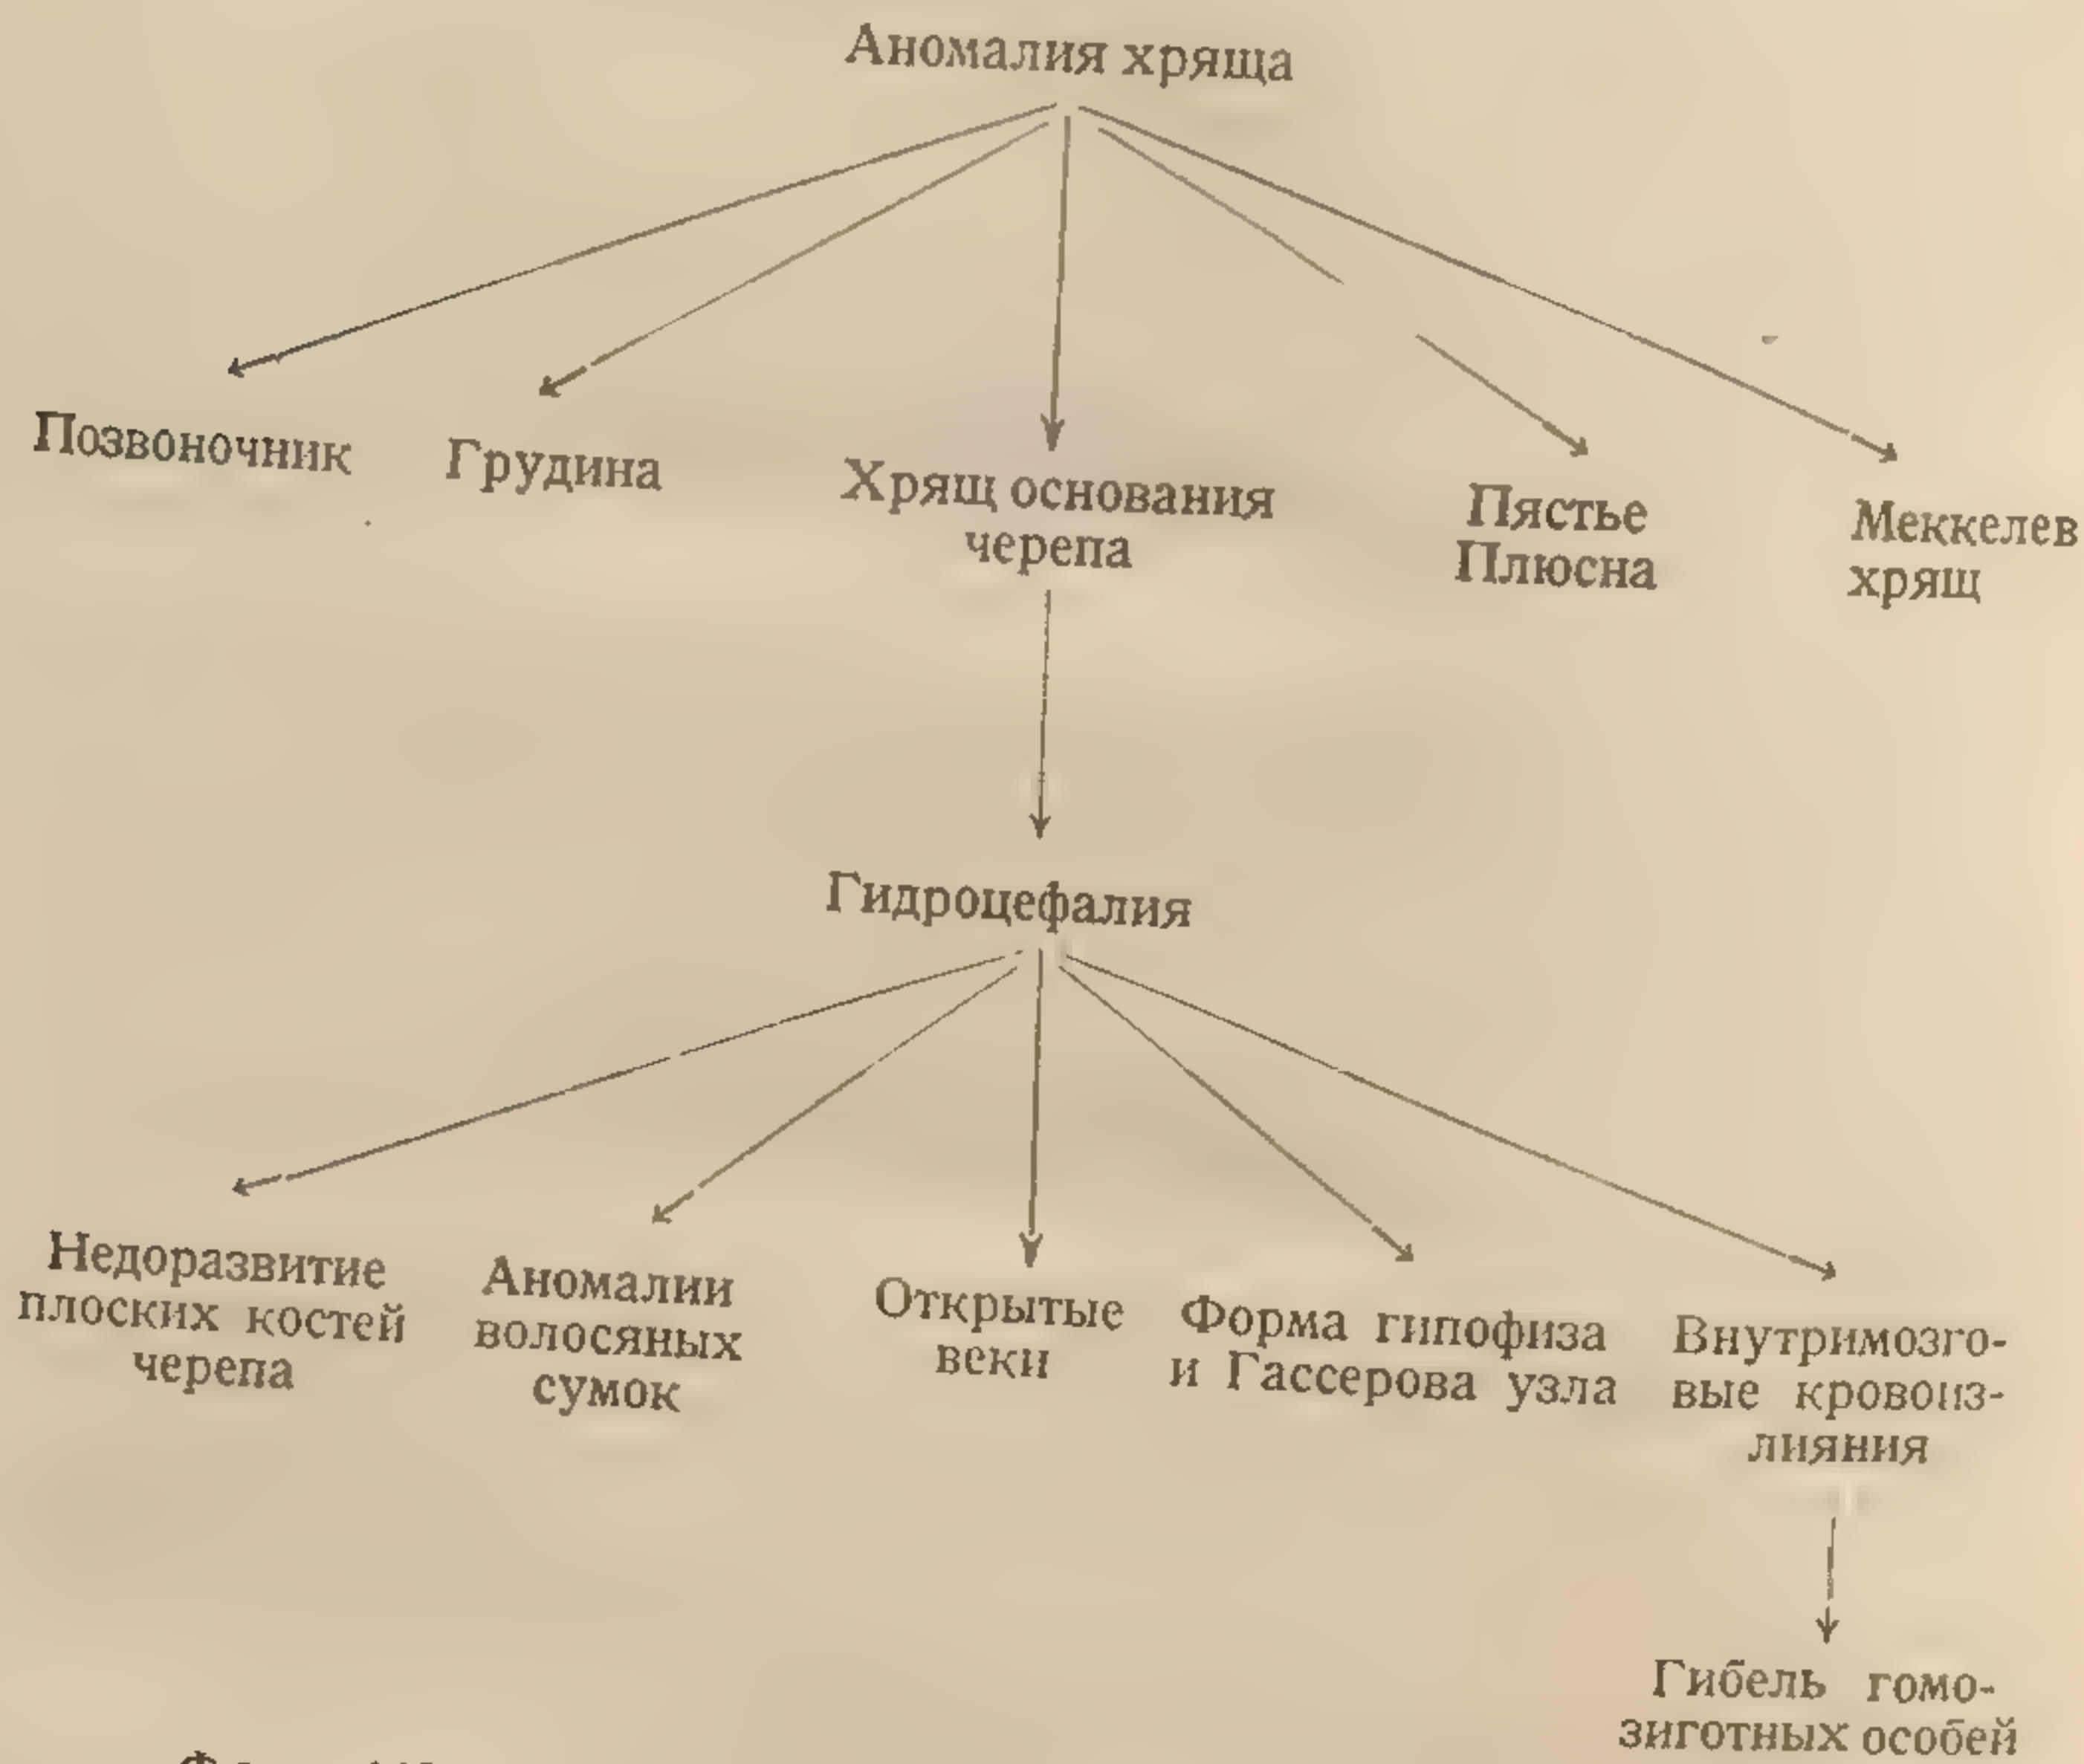 Аномалия хряща
Позвоночник
Грудина
Хрящ основания
черепа
Пястье
Плюсна
Меккелев
хрящ
Гидроцефалия
Недоразвитие
плоских костей
черепа
Аномалии
волосяных
сумок
Открытые
веки
Форма гипофиза
и Гассерова узла
Внутримозго-
вые кровоиз-
лияния
Гибель гомо-
зиготных особей